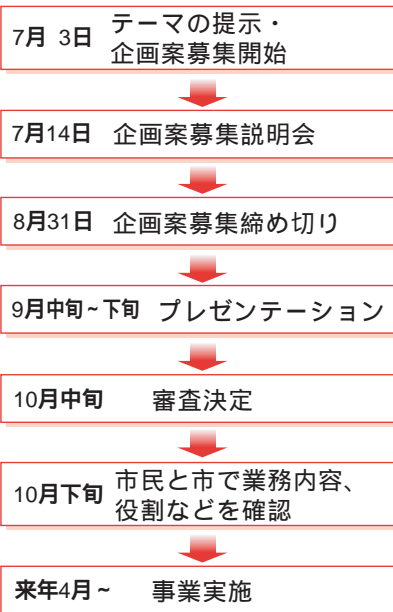 7月 3日 テーマの提示・
企画案募集開始
7月14日 企画案募集説明会
8月31日 企画案募集締め切り
9月中旬~下旬 プレゼンテーション
10月中旬 審査決定
10月下旬 市民と市で業務内容、
役割などを確認
来年4月~ 事業実施